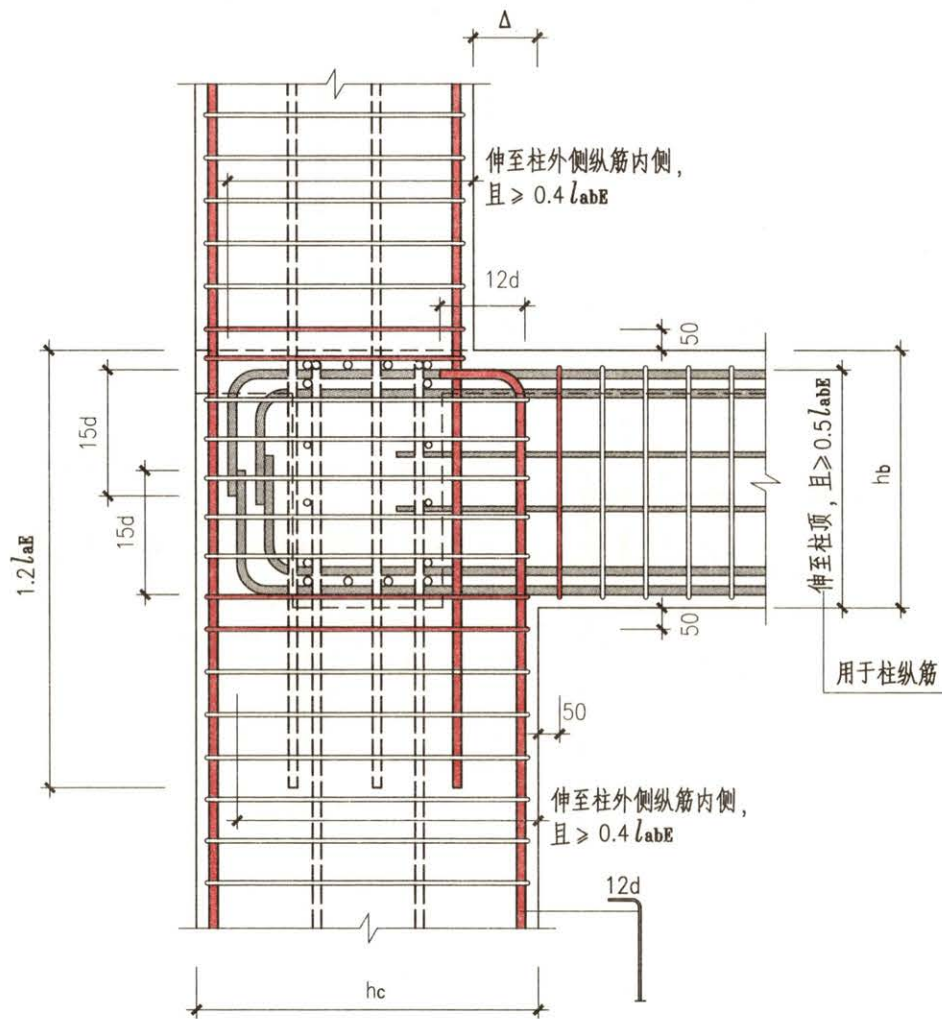 Δ
伸至柱外侧纵筋内侧，
且≥0.4labE
12d
50
15d
15d
1.2laE
伸至柱顶，且≥0.5labE
hb
50
用于柱纵筋
50
伸至柱外侧纵筋内侧，
且≥0.4labE
12d
hc